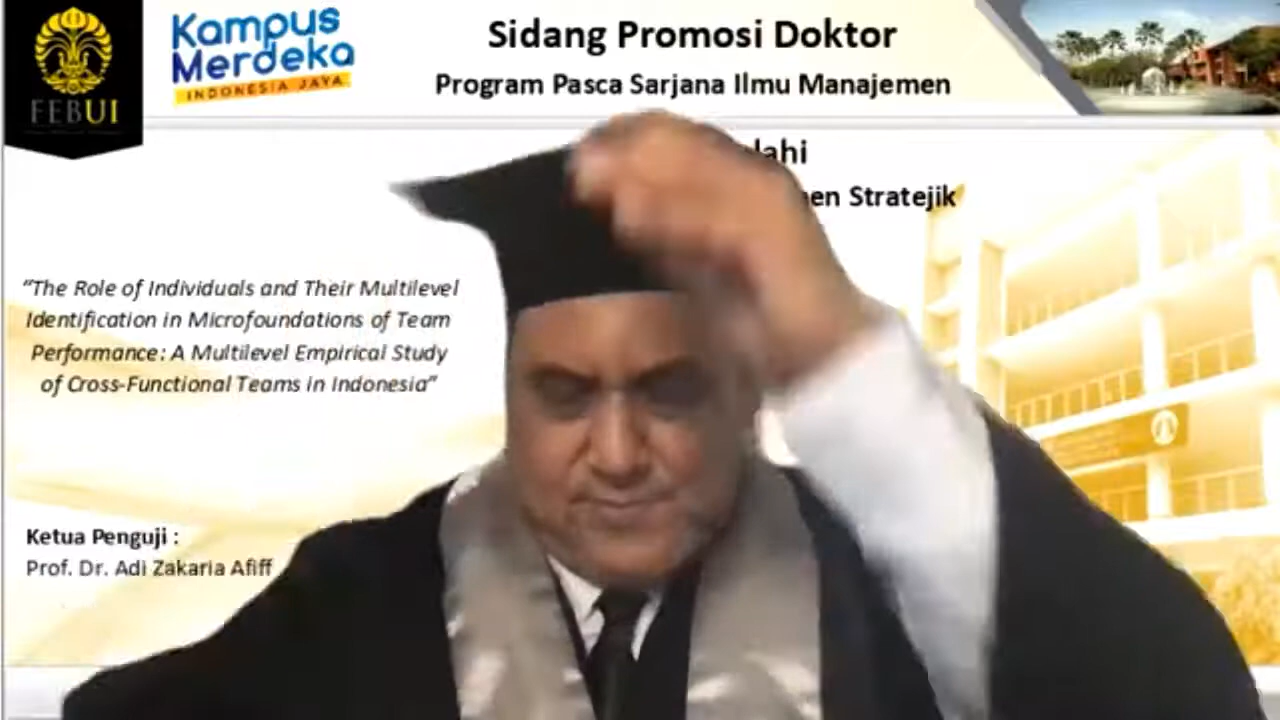 FEBUI
Kampus
Merdeka
INDONESIA JAYA
Sidang Promosi Doktor
Program Pasca Sarjana Ilmu Manajemen
Stratejik
“The Role of Individuals and Their Multilevel
Identification in Microfoundations of Team
Performance: A Multilevel Empirical Study
of Cross-Functional Teams in Indonesia”
Ketua Penguji :
Prof. Dr. Adi Zakaria Afiff